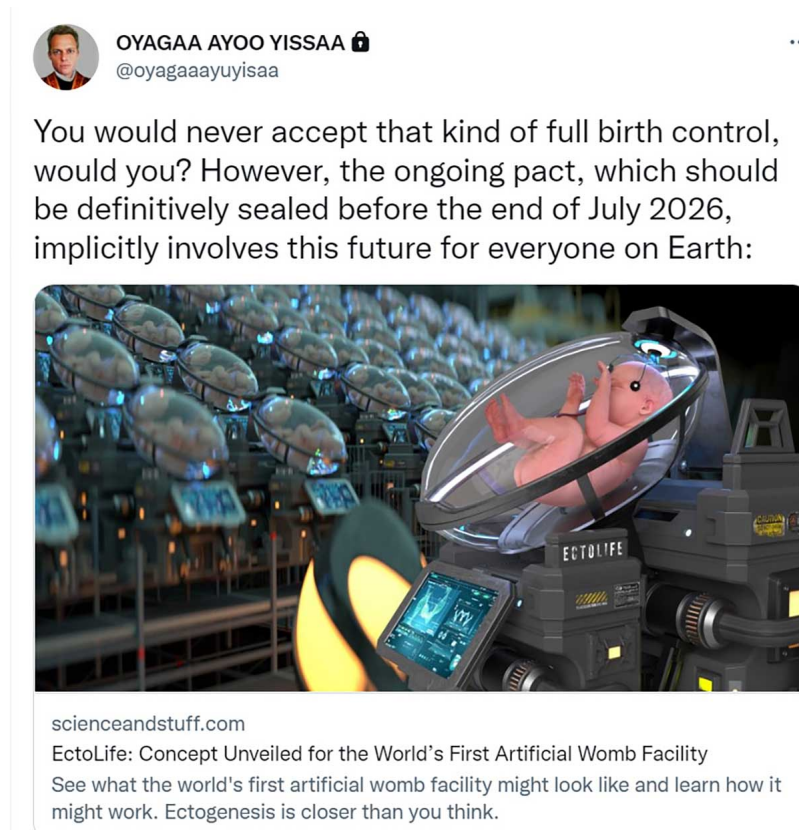 OYAGAA AYOO YISSAA
@oyagaaayuyisaa
You would never accept that kind of full birth control,
would you? However, the ongoing pact, which should
be definitively sealed before the end of July 2026,
implicitly involves this future for everyone on Earth:
ECTOLIFE
CAUTION
scienceandstuff.com
EctoLife: Concept Unveiled for the World's First Artificial Womb Facility
See what the world's first artificial womb facility might look like and learn how it
might work. Ectogenesis is closer than you think.